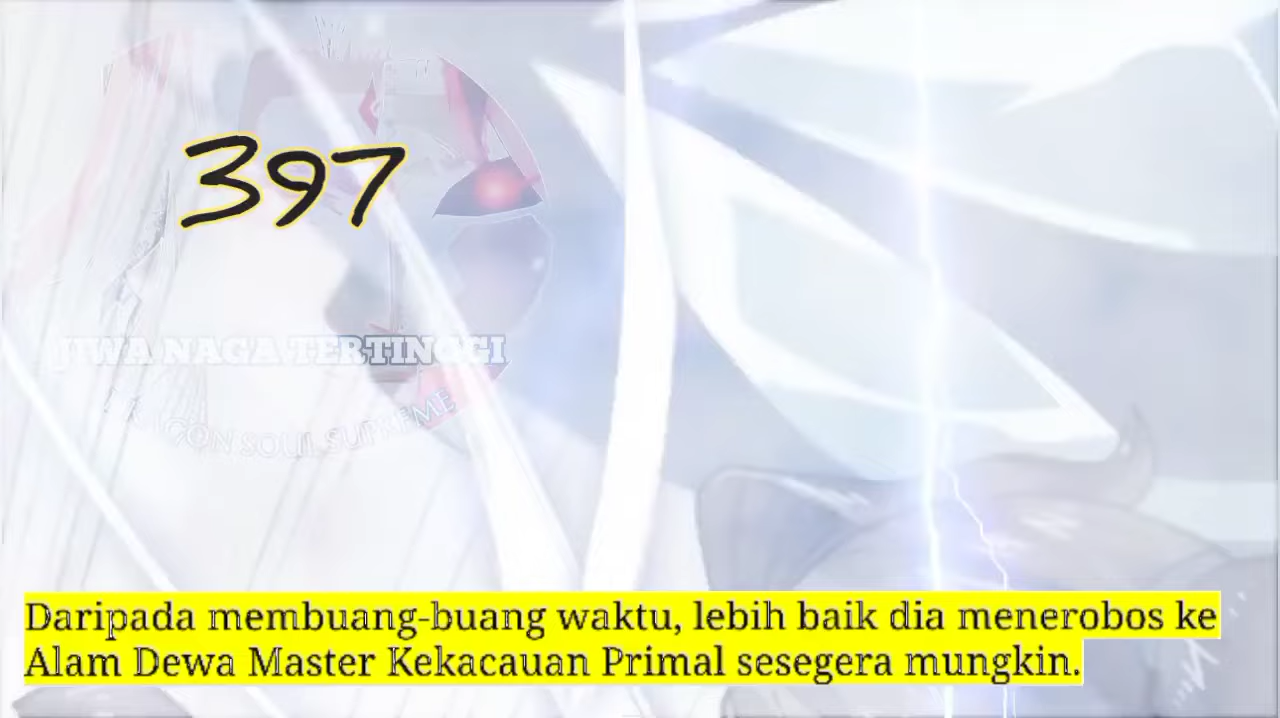 397
JIWA NAGA TERTINGGI
DRAGON SOUL SUPREME
Daripada membuang-buang waktu, lebih baik dia menerobos ke
Alam Dewa Master Kekacauan Primal sesegera mungkin.